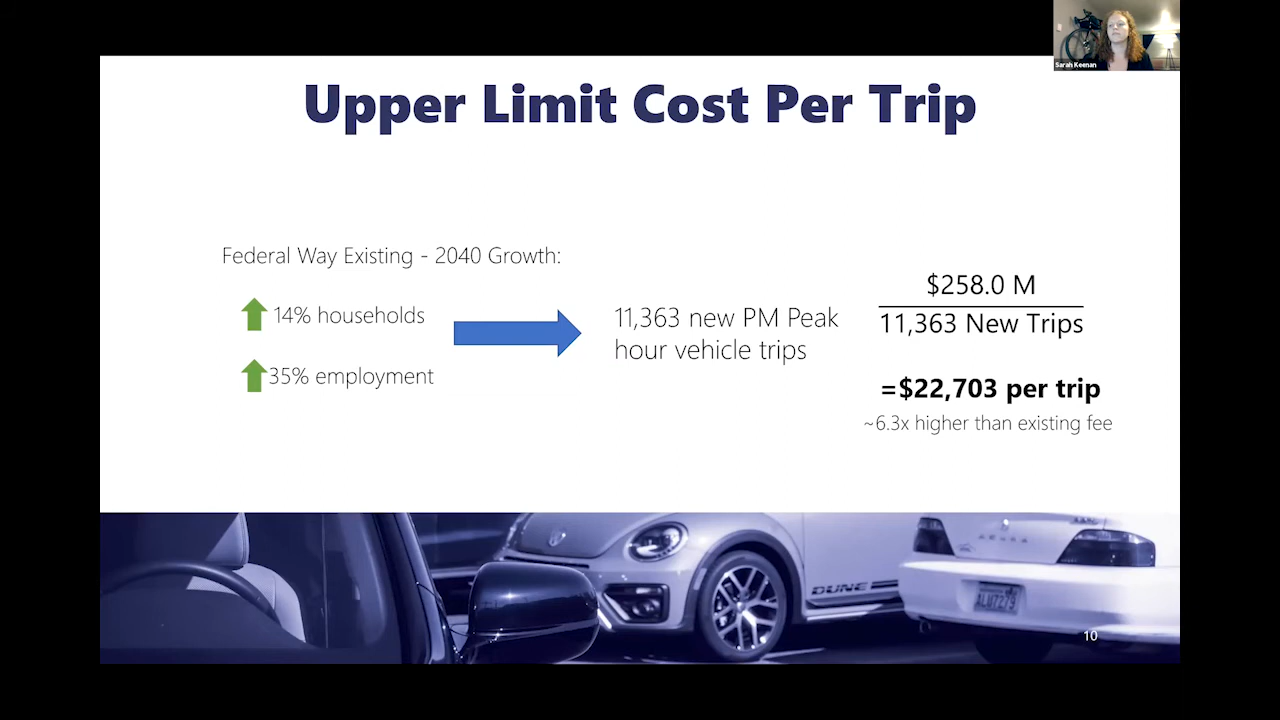 Sarah Keenan
Upper Limit Cost Per Trip
Federal Way Existing - 2040 Growth:
14% households
35% employment
11,363 new PM Peak
hour vehicle trips
$258.0 M
11,363 New Trips
=$22,703 per trip
~6.3x higher than existing fee
DUNE
ACURA
ALU7279
10